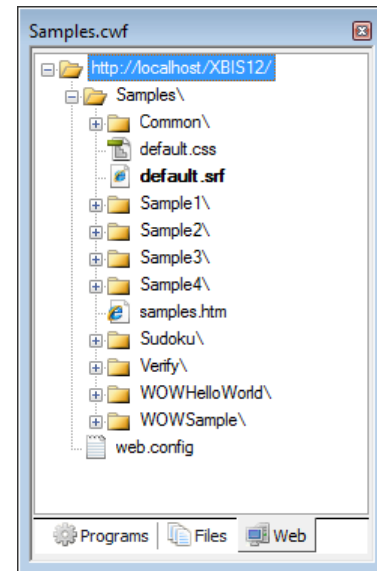 Samples.cwf
http://localhost/XBIS12/
Samples\
Common\
default.css
default.srf
Sample1\
Sample2\
Sample3\
Sample4\
samples.htm
Sudoku\
Verify\
WOWHelloWorld\
WOWSample\
web.config
Programs Files Web